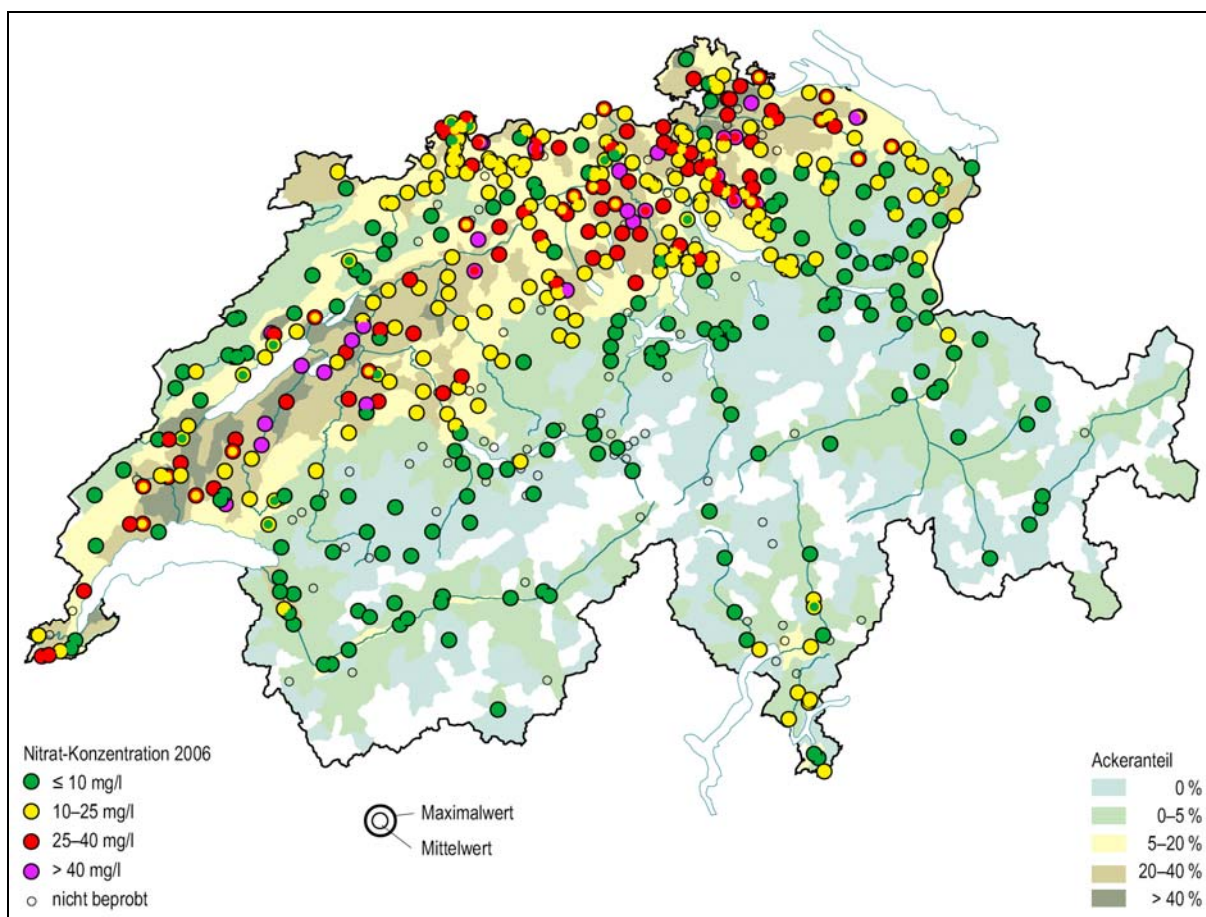 Nitrat-Konzentration 2006
≤ 10 mg/l
10–25 mg/l
25–40 mg/l
> 40 mg/l
nicht beprobt
Maximalwert
Mittelwert
Ackeranteil
0 %
0–5 %
5–20 %
20–40 %
> 40 %